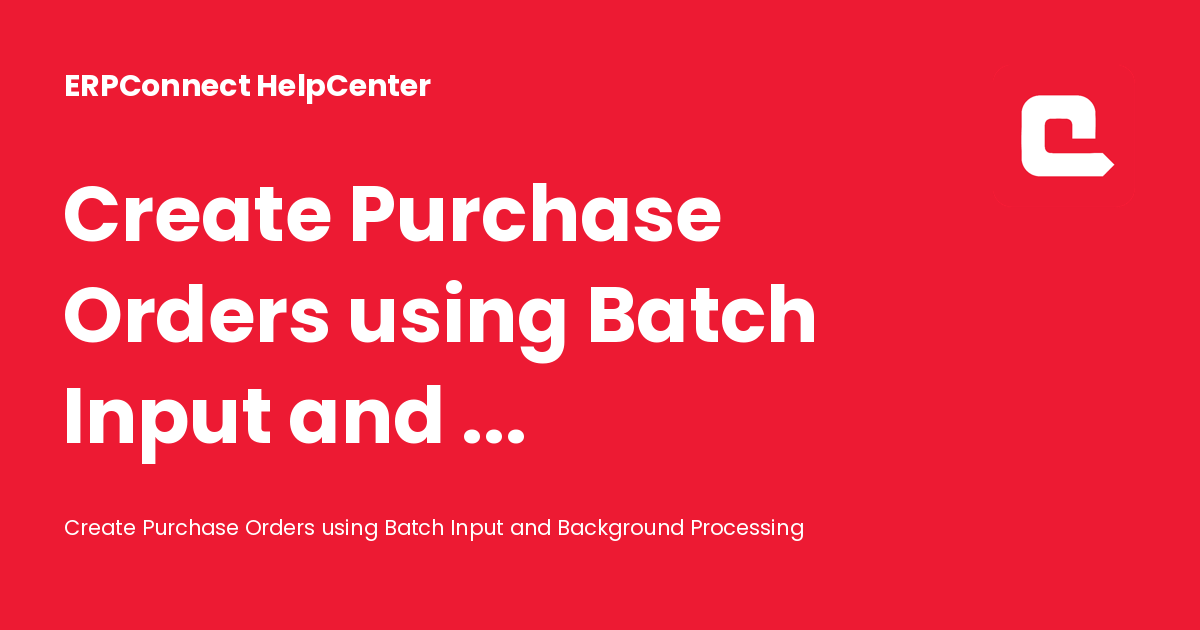 ERPConnect HelpCenter
Create Purchase
Orders using Batch
Input and ...
Create Purchase Orders using Batch Input and Background Processing